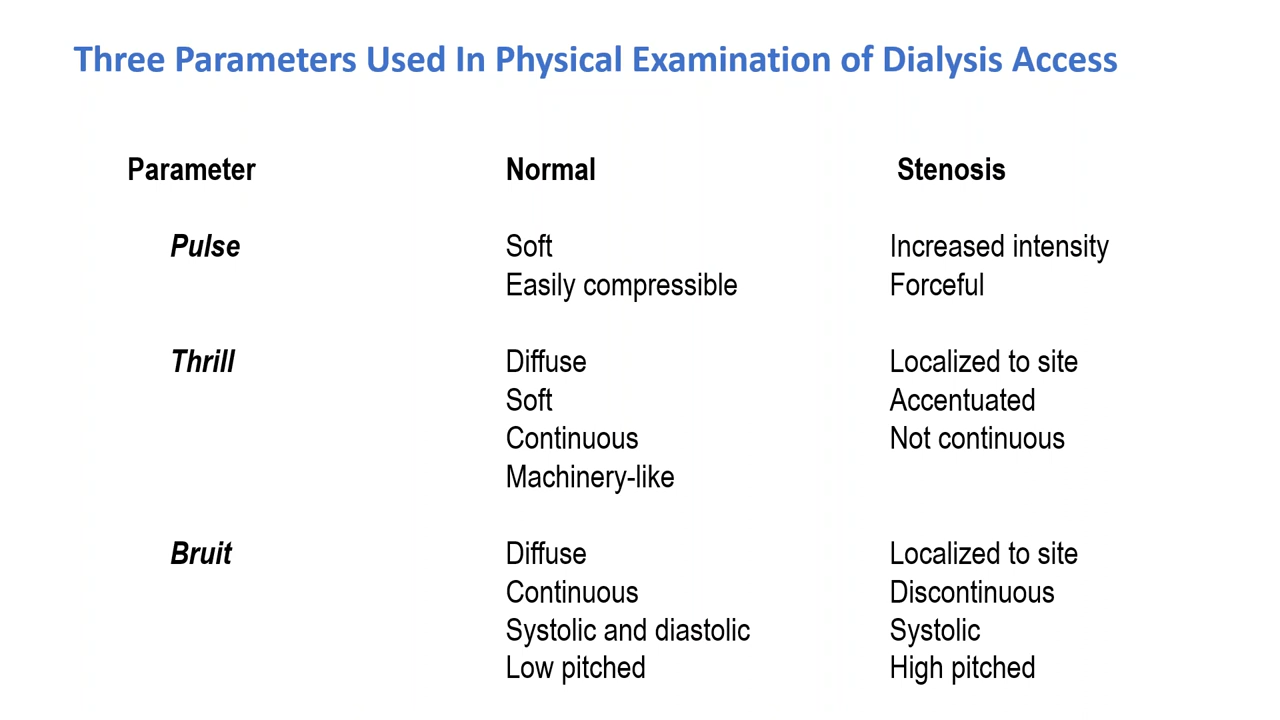 Three Parameters Used In Physical Examination of Dialysis Access
Parameter Normal Stenosis
Pulse Soft Increased intensity
Easily compressible Forceful
Thrill Diffuse Localized to site
Soft Accentuated
Continuous Not continuous
Machinery-like
Bruit Diffuse Localized to site
Continuous Discontinuous
Systolic and diastolic Systolic
Low pitched High pitched